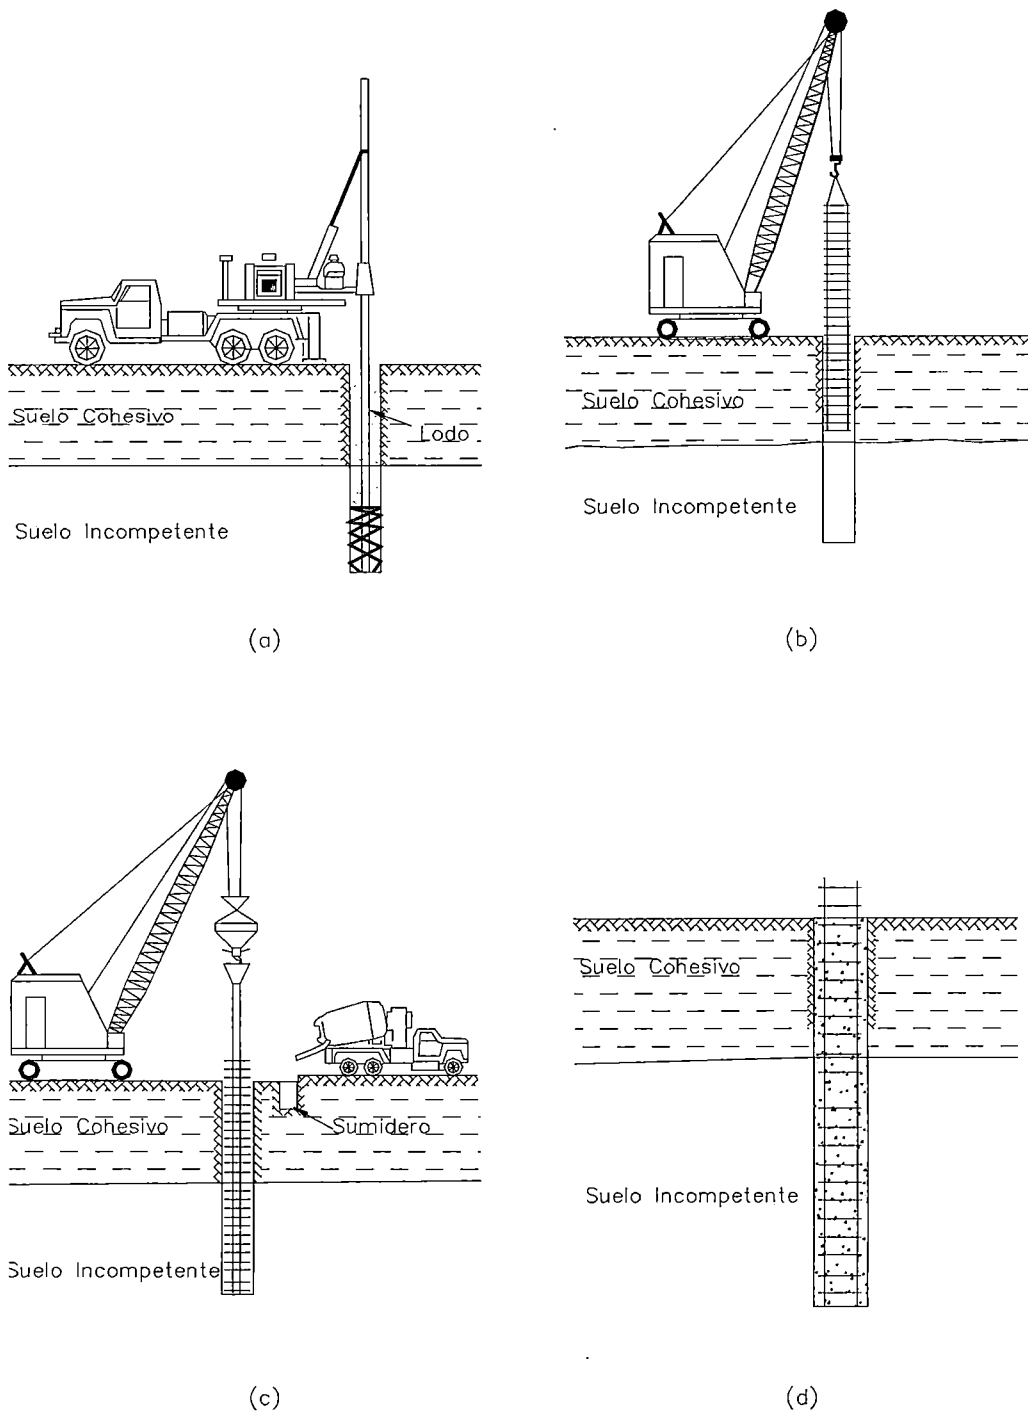 Suelo Cohesivo
Lodo
Suelo Incompetente
(a)
Suelo Cohesivo
Suelo Incompetente
(b)
Suelo Cohesivo
Sumidero
Suelo Incompetente
(c)
Suelo Cohesivo
Suelo Incompetente
(d)